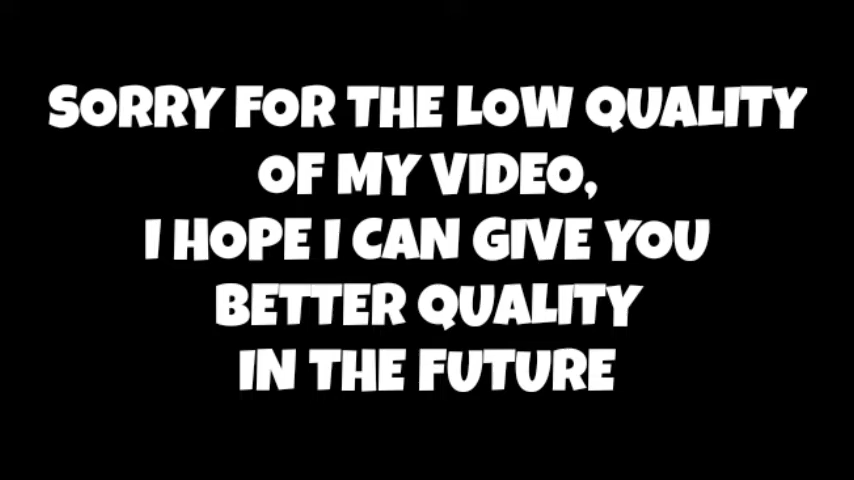 SORRY FOR THE LOW QUALITY
OF MY VIDEO,
I HOPE I CAN GIVE YOU
BETTER QUALITY
IN THE FUTURE